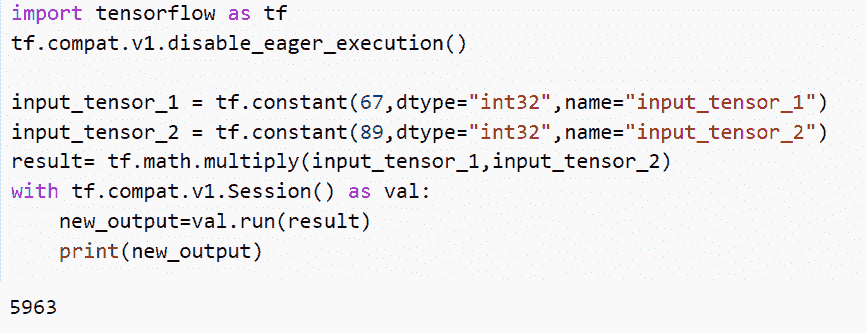 import tensorflow as tf
tf.compat.v1.disable_eager_execution()
input_tensor_1 = tf.constant(67,dtype="int32",name="input_tensor_1")
input_tensor_2 = tf.constant(89,dtype="int32",name="input_tensor_2")
result= tf.math.multiply(input_tensor_1,input_tensor_2)
with tf.compat.v1.Session() as val:
    new_output=val.run(result)
    print(new_output)
5963